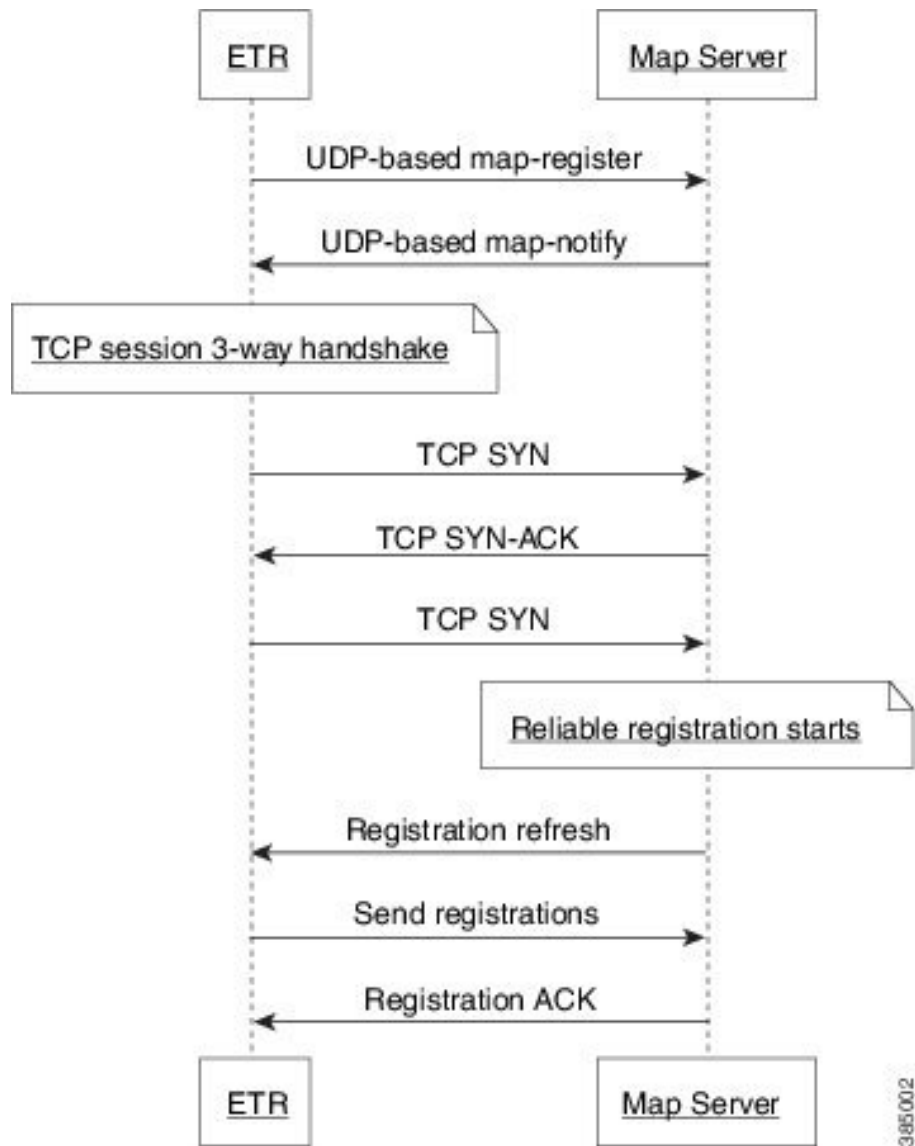 ETR
Map Server
UDP-based map-register
UDP-based map-notify
TCP session 3-way handshake
TCP SYN
TCP SYN-ACK
TCP SYN
Reliable registration starts
Registration refresh
Send registrations
Registration ACK
ETR
Map Server
385002